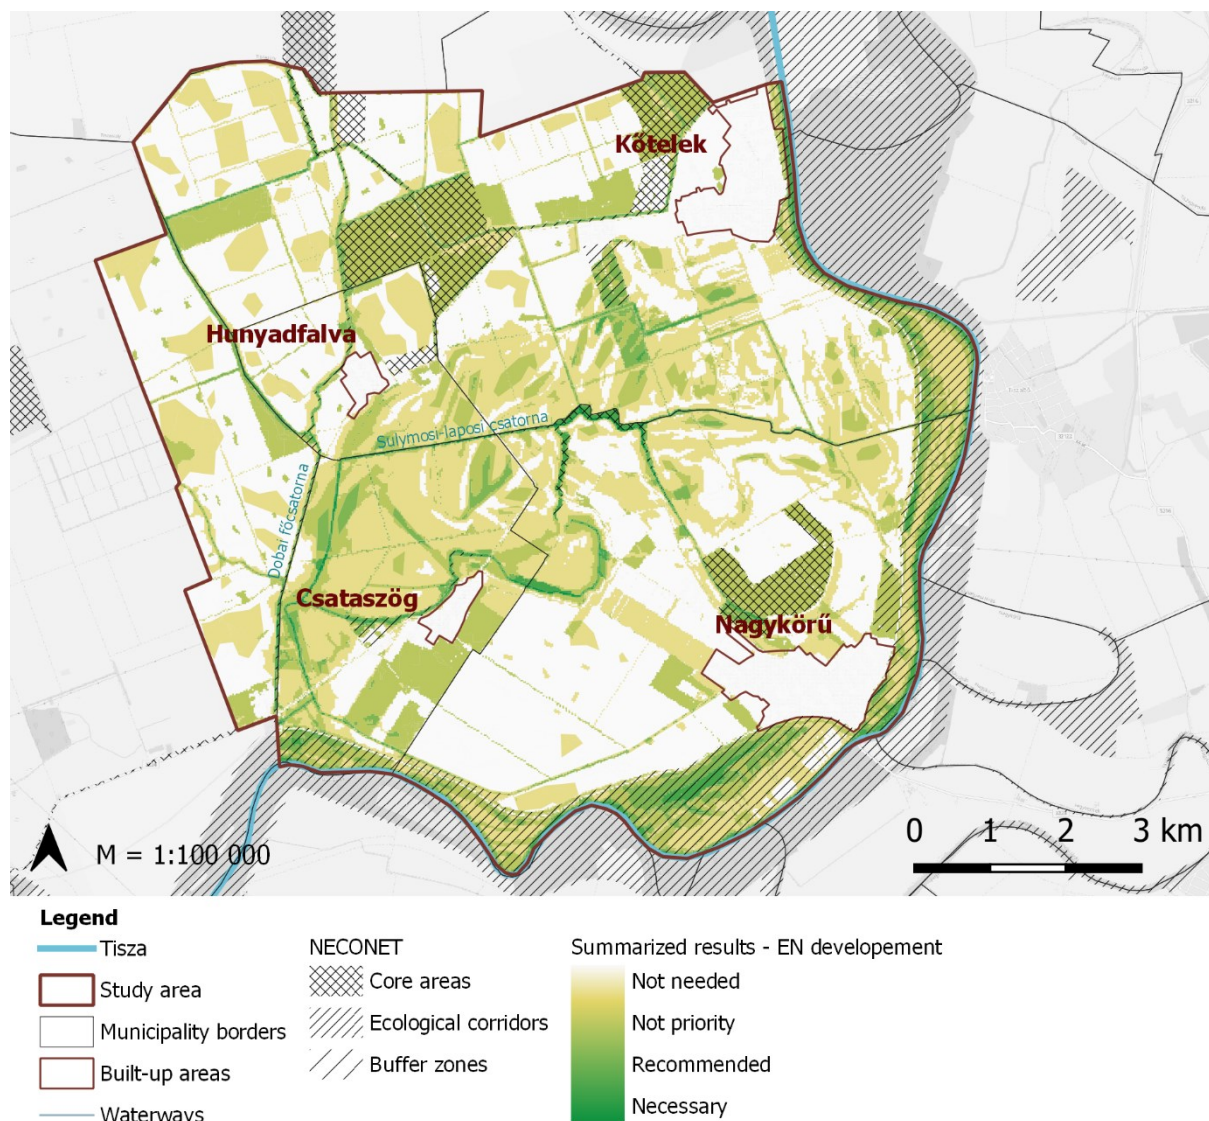 Kőtelek
Hunyadfalva
Sulymosi-laposi csatorna
Dobai főcsatorna
Csataszög
Nagykörű
0 1 2 3 km
M = 1:100 000
Legend
Tisza
Study area
Municipality borders
Built-up areas
Waterways
NECONET
Core areas
Ecological corridors
Buffer zones
Summarized results - EN developement
Not needed
Not priority
Recommended
Necessary